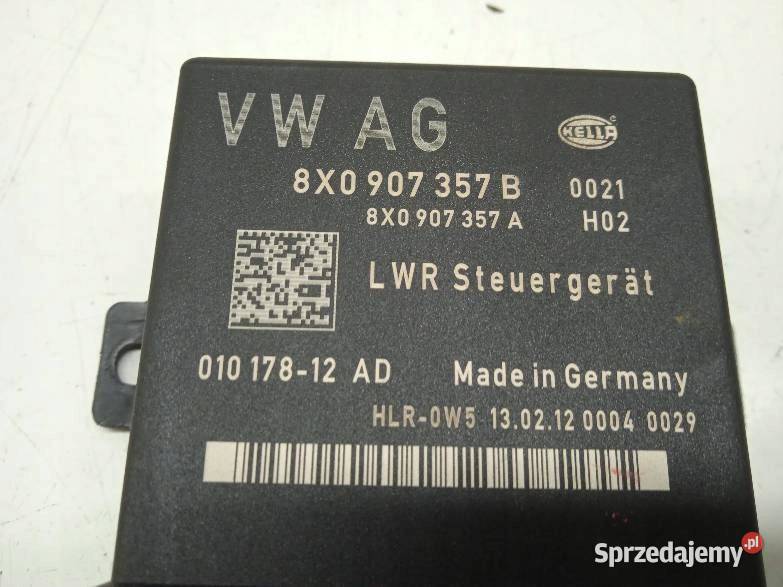 VW AG
HELLA
8X0 907 357 B 0021
8X0 907 357 A H02
LWR Steuergerät
010 178-12 AD Made in Germany
HLR-0W5 13.02.12 0004 0029
Sprzedajemy.pl